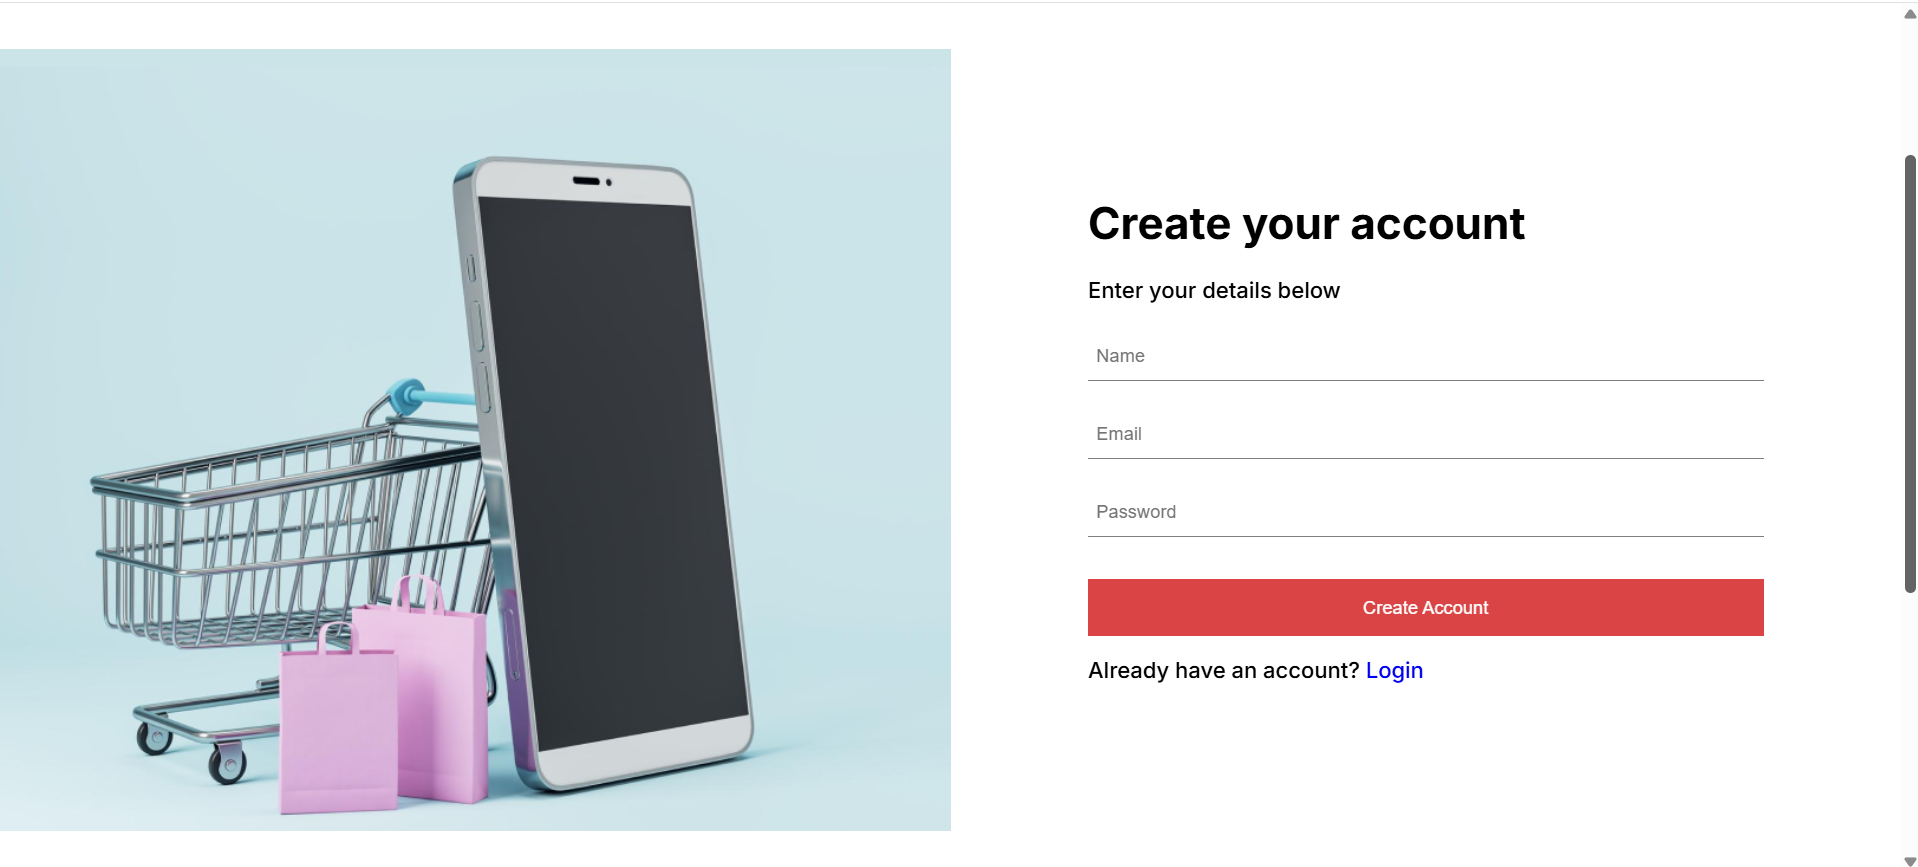 Create your account
Enter your details below
Name
Email
Password
Create Account
Already have an account? Login